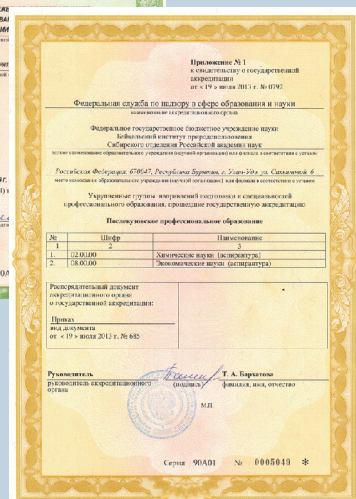 Приложение № 1
к свидетельству о государственной
аккредитации
от « 19 » июля 2013 г. № 0792
Федеральная служба по надзору в сфере образования и науки
наименование аккредитационного органа
Федеральное государственное бюджетное учреждение науки
Байкальский институт природопользования
Сибирского отделения Российской академии наук
полное наименование образовательного учреждения (научной организации) или филиала в соответствии с уставом
Российская Федерация, 670047, Республика Бурятия, г. Улан-Удэ, ул. Сахьяновой, 6
место нахождения образовательного учреждения (научной организации) или филиала в соответствии с уставом
Укрупненные группы направлений подготовки и специальностей
профессионального образования, прошедшие государственную аккредитацию
Послевузовское профессиональное образование
№ Шифр Наименование
1 2 3
1. 02.00.00 Химические науки (аспирантура)
2. 08.00.00 Экономические науки (аспирантура)
Распорядительный документ
аккредитационного органа
о государственной аккредитации:
Приказ
вид документа
от « 19 » июля 2013 г. № 685
Руководитель Т. А. Бархатова
руководитель аккредитационного (подпись) фамилия, имя, отчество
органа
М.П.
Серия 90А01 № 0005049 *